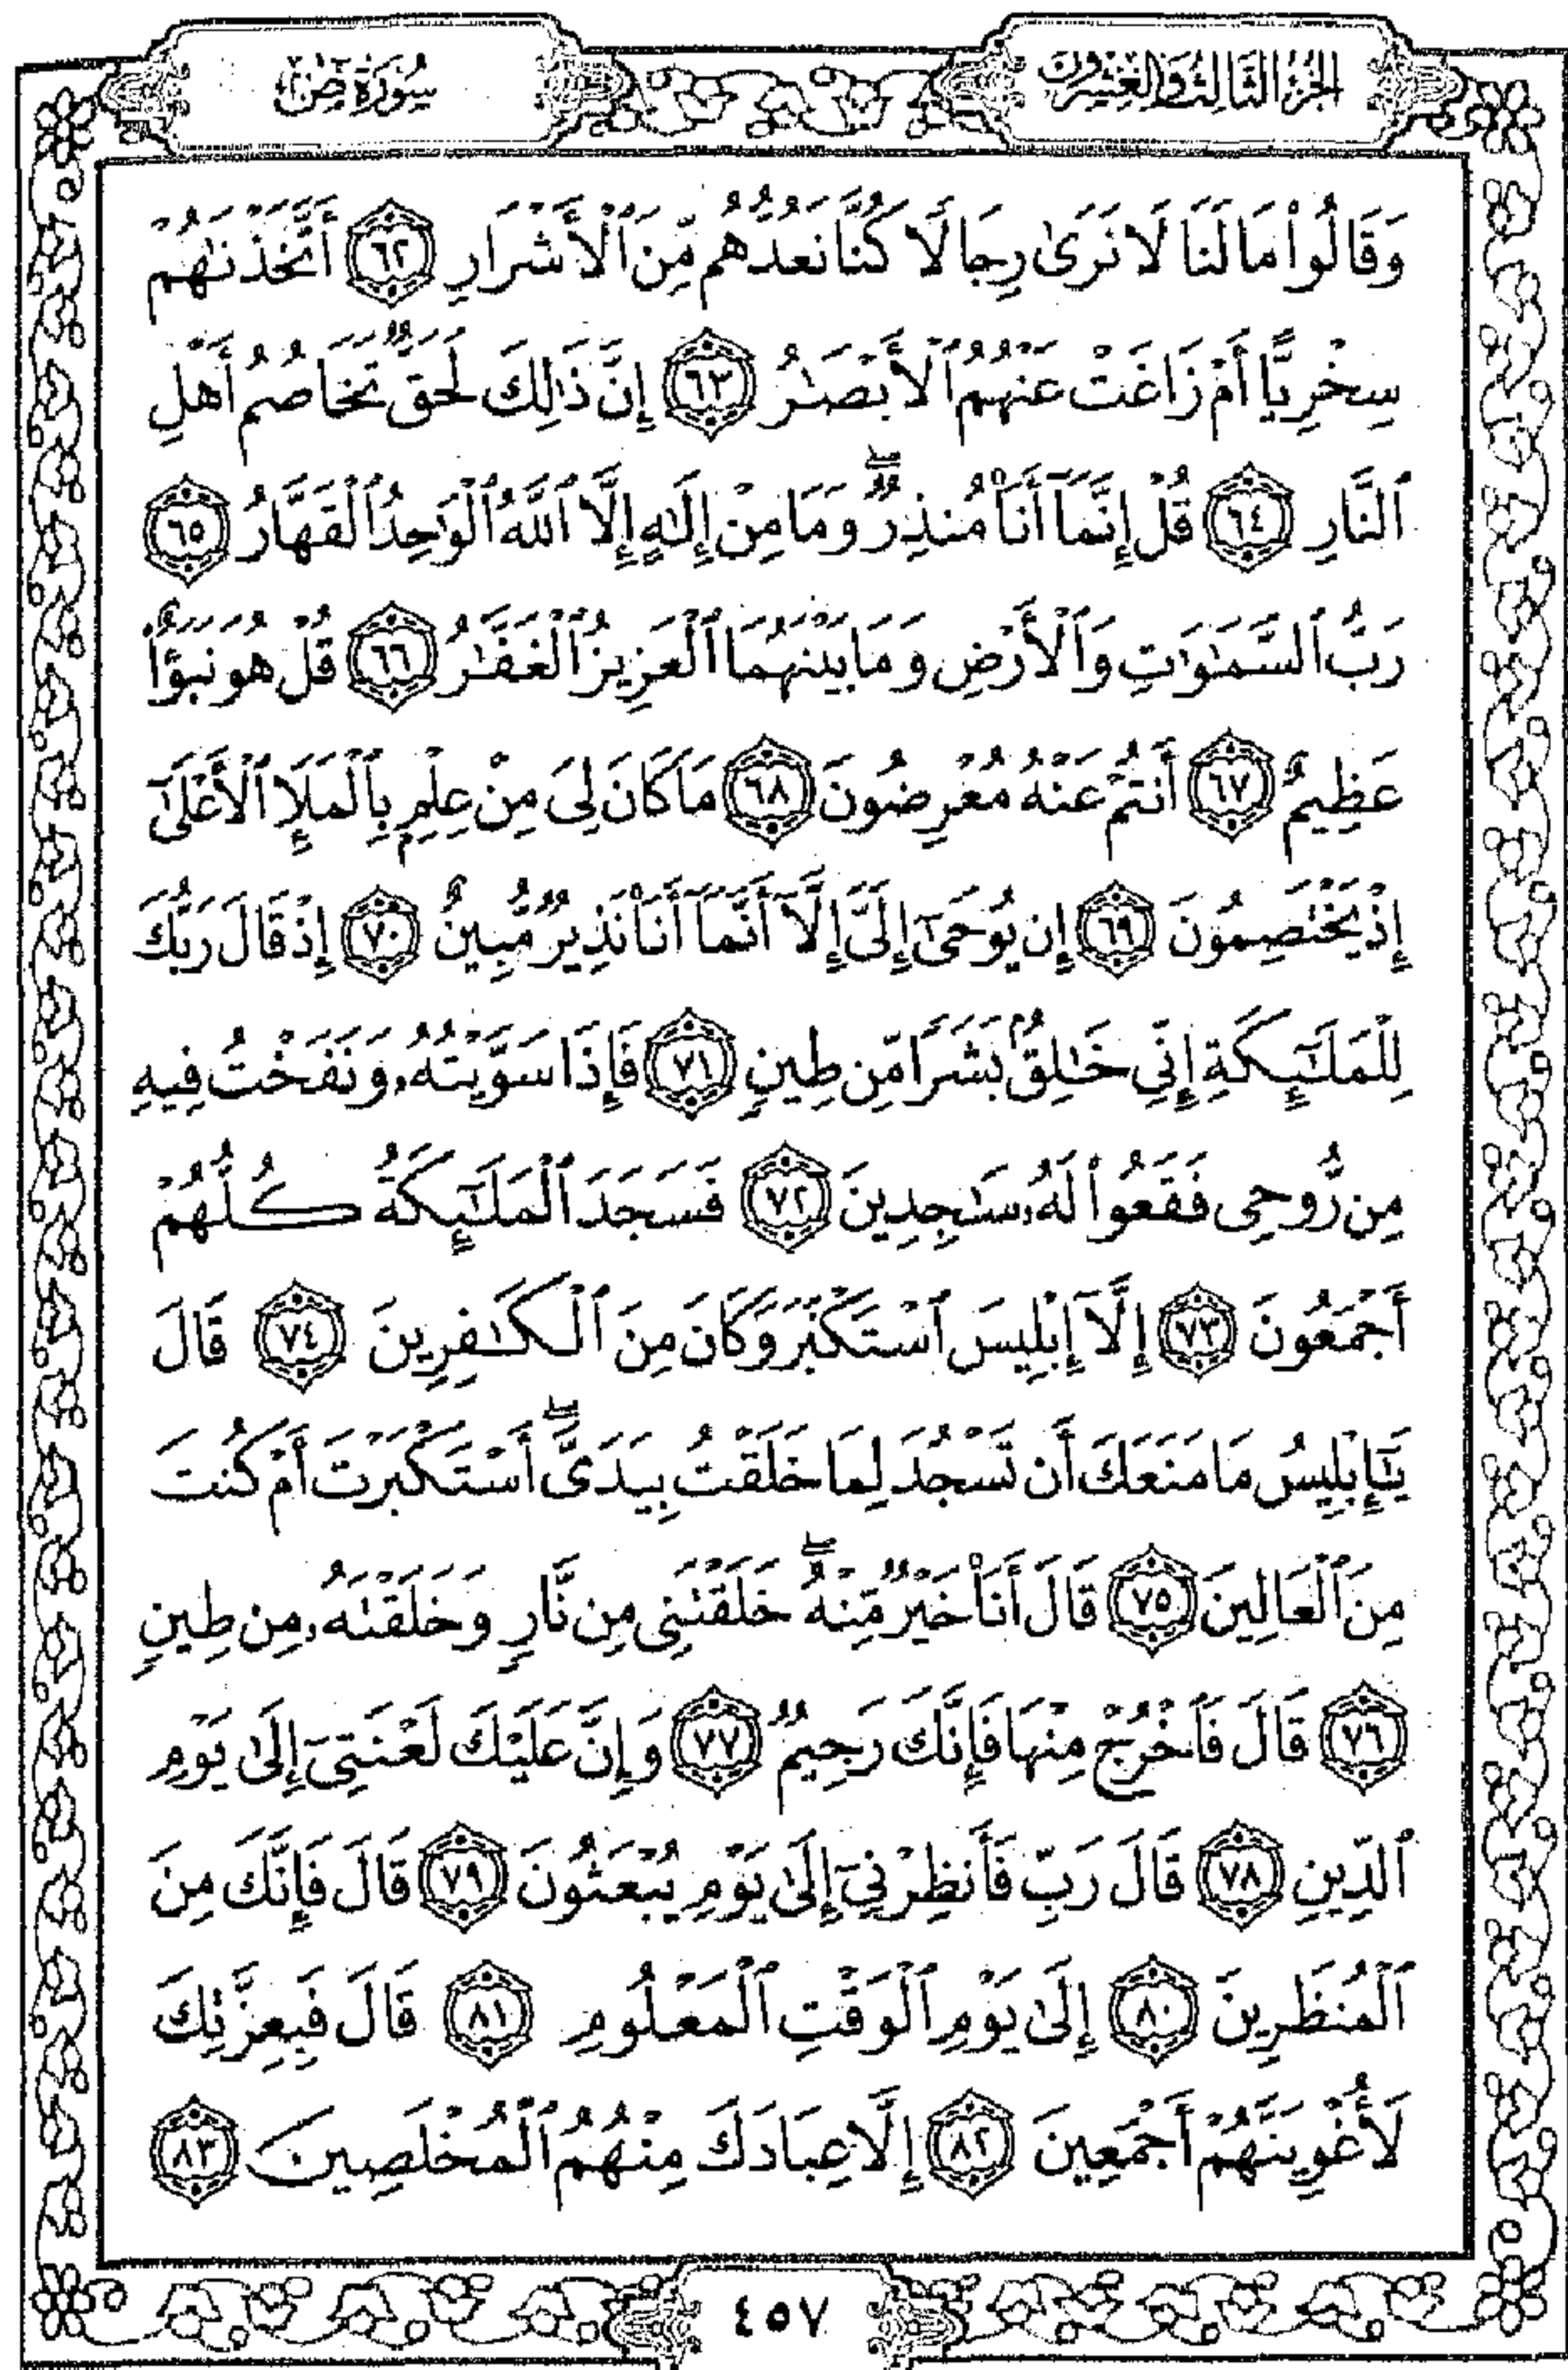 الجزء الثالث والعشرون
سورة ص
وَقَالُوا۟ مَا لَنَا لَا نَرَىٰ رِجَالًا كُنَّا نَعُدُّهُم مِّنَ ٱلْأَشْرَارِ ﴿٦٢﴾ أَتَّخَذْنَٰهُمْ
سِخْرِيًّا أَمْ زَاغَتْ عَنْهُمُ ٱلْأَبْصَٰرُ ﴿٦٣﴾ إِنَّ ذَٰلِكَ لَحَقٌّ تَخَاصُمُ أَهْلِ
ٱلنَّارِ ﴿٦٤﴾ قُلْ إِنَّمَآ أَنَا۠ مُنذِرٌ ۖ وَمَا مِنْ إِلَٰهٍ إِلَّا ٱللَّهُ ٱلْوَٰحِدُ ٱلْقَهَّارُ ﴿٦٥﴾
رَبُّ ٱلسَّمَٰوَٰتِ وَٱلْأَرْضِ وَمَا بَيْنَهُمَا ٱلْعَزِيزُ ٱلْغَفَّٰرُ ﴿٦٦﴾ قُلْ هُوَ نَبَؤٌا۟
عَظِيمٌ ﴿٦٧﴾ أَنتُمْ عَنْهُ مُعْرِضُونَ ﴿٦٨﴾ مَا كَانَ لِىَ مِنْ عِلْمٍۭ بِٱلْمَلَإِ ٱلْأَعْلَىٰٓ
إِذْ يَخْتَصِمُونَ ﴿٦٩﴾ إِن يُوحَىٰٓ إِلَىَّ إِلَّآ أَنَّمَآ أَنَا۠ نَذِيرٌ مُّبِينٌ ﴿٧٠﴾ إِذْ قَالَ رَبُّكَ
لِلْمَلَٰٓئِكَةِ إِنِّى خَٰلِقٌۢ بَشَرًا مِّن طِينٍ ﴿٧١﴾ فَإِذَا سَوَّيْتُهُۥ وَنَفَخْتُ فِيهِ
مِن رُّوحِى فَقَعُوا۟ لَهُۥ سَٰجِدِينَ ﴿٧٢﴾ فَسَجَدَ ٱلْمَلَٰٓئِكَةُ كُلُّهُمْ
أَجْمَعُونَ ﴿٧٣﴾ إِلَّآ إِبْلِيسَ ٱسْتَكْبَرَ وَكَانَ مِنَ ٱلْكَٰفِرِينَ ﴿٧٤﴾ قَالَ
يَٰٓإِبْلِيسُ مَا مَنَعَكَ أَن تَسْجُدَ لِمَا خَلَقْتُ بِيَدَىَّ ۖ أَسْتَكْبَرْتَ أَمْ كُنتَ
مِنَ ٱلْعَالِينَ ﴿٧٥﴾ قَالَ أَنَا۠ خَيْرٌ مِّنْهُ ۖ خَلَقْتَنِى مِن نَّارٍ وَخَلَقْتَهُۥ مِن طِينٍ
﴿٧٦﴾ قَالَ فَٱخْرُجْ مِنْهَا فَإِنَّكَ رَجِيمٌ ﴿٧٧﴾ وَإِنَّ عَلَيْكَ لَعْنَتِىٓ إِلَىٰ يَوْمِ
ٱلدِّينِ ﴿٧٨﴾ قَالَ رَبِّ فَأَنظِرْنِىٓ إِلَىٰ يَوْمِ يُبْعَثُونَ ﴿٧٩﴾ قَالَ فَإِنَّكَ مِنَ
ٱلْمُنظَرِينَ ﴿٨٠﴾ إِلَىٰ يَوْمِ ٱلْوَقْتِ ٱلْمَعْلُومِ ﴿٨١﴾ قَالَ فَبِعِزَّتِكَ
لَأُغْوِيَنَّهُمْ أَجْمَعِينَ ﴿٨٢﴾ إِلَّا عِبَادَكَ مِنْهُمُ ٱلْمُخْلَصِينَ ﴿٨٣﴾
٤٥٧